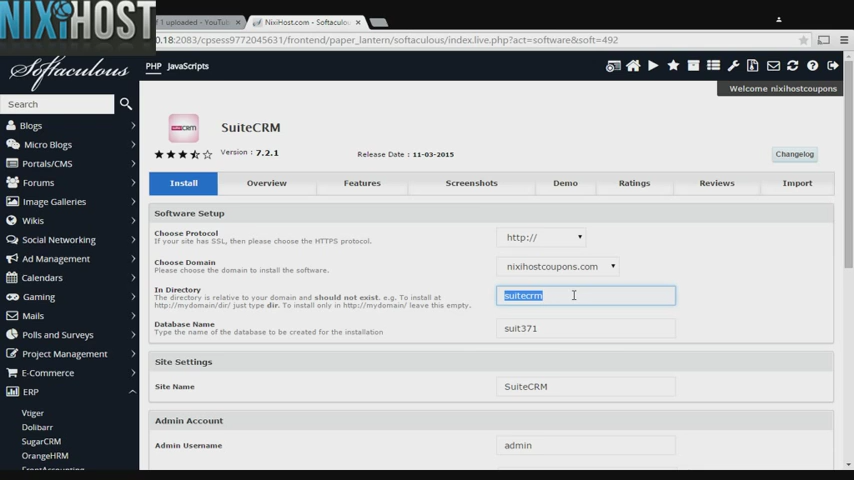 NIXIHOST
1 uploaded - YouTu
NixiHost.com - Softaculous
0.18:2083/cpsess9772045631/frontend/paper_lantern/softaculous/index.live.php?act=software&soft=492
Softaculous
PHP JavaScripts
Welcome nixihostcoupons
Search
Blogs
Micro Blogs
Portals/CMS
Forums
Image Galleries
Wikis
Social Networking
Ad Management
Calendars
Gaming
Mails
Polls and Surveys
Project Management
E-Commerce
ERP
Vtiger
Dolibarr
SugarCRM
OrangeHRM
FrontAccounting
SuiteCRM
Version : 7.2.1
Release Date : 11-03-2015
Changelog
Install Overview Features Screenshots Demo Ratings Reviews Import
Software Setup
Choose Protocol
If your site has SSL, then please choose the HTTPS protocol.
http://
Choose Domain
Please choose the domain to install the software.
nixihostcoupons.com
In Directory
The directory is relative to your domain and should not exist. e.g. To install at
http://mydomain/dir/ just type dir. To install only in http://mydomain/ leave this empty.
suitecrm
Database Name
Type the name of the database to be created for the installation
suit371
Site Settings
Site Name
SuiteCRM
Admin Account
Admin Username
admin